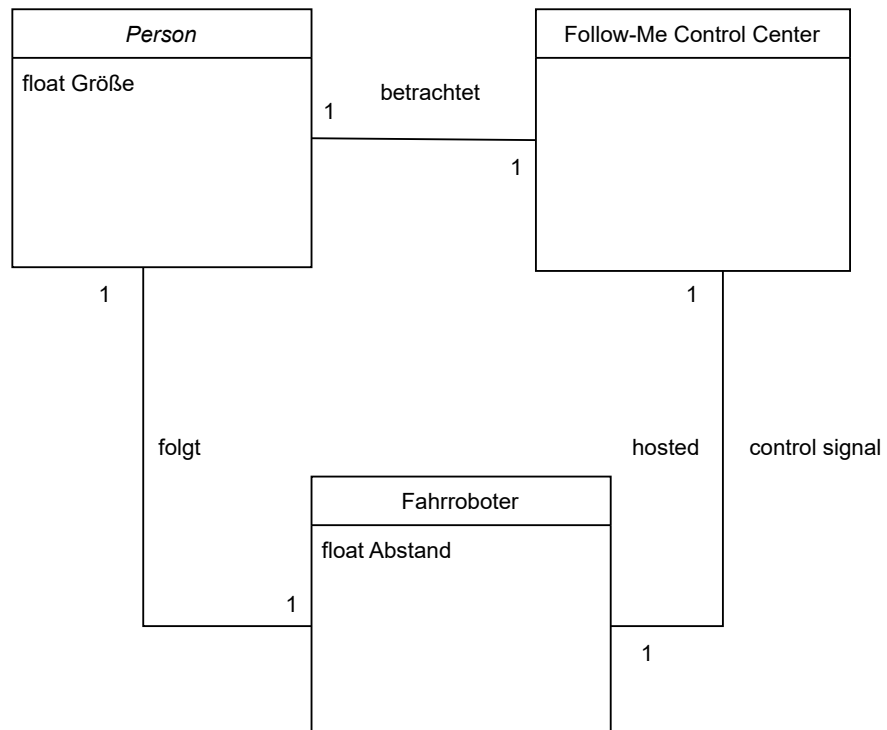 Person
Follow-Me Control Center
float Größe
betrachtet
1
1
1
1
folgt
hosted
control signal
Fahrroboter
float Abstand
1
1